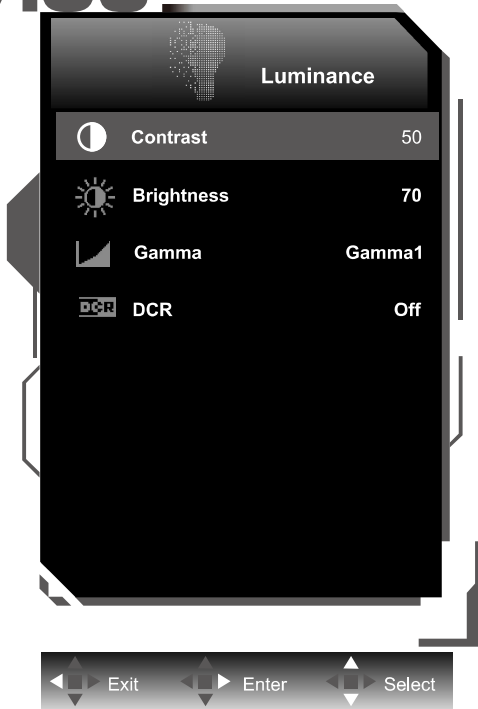 Luminance
Contrast 50
Brightness 70
Gamma Gamma1
DCR DCR Off
Exit Enter Select